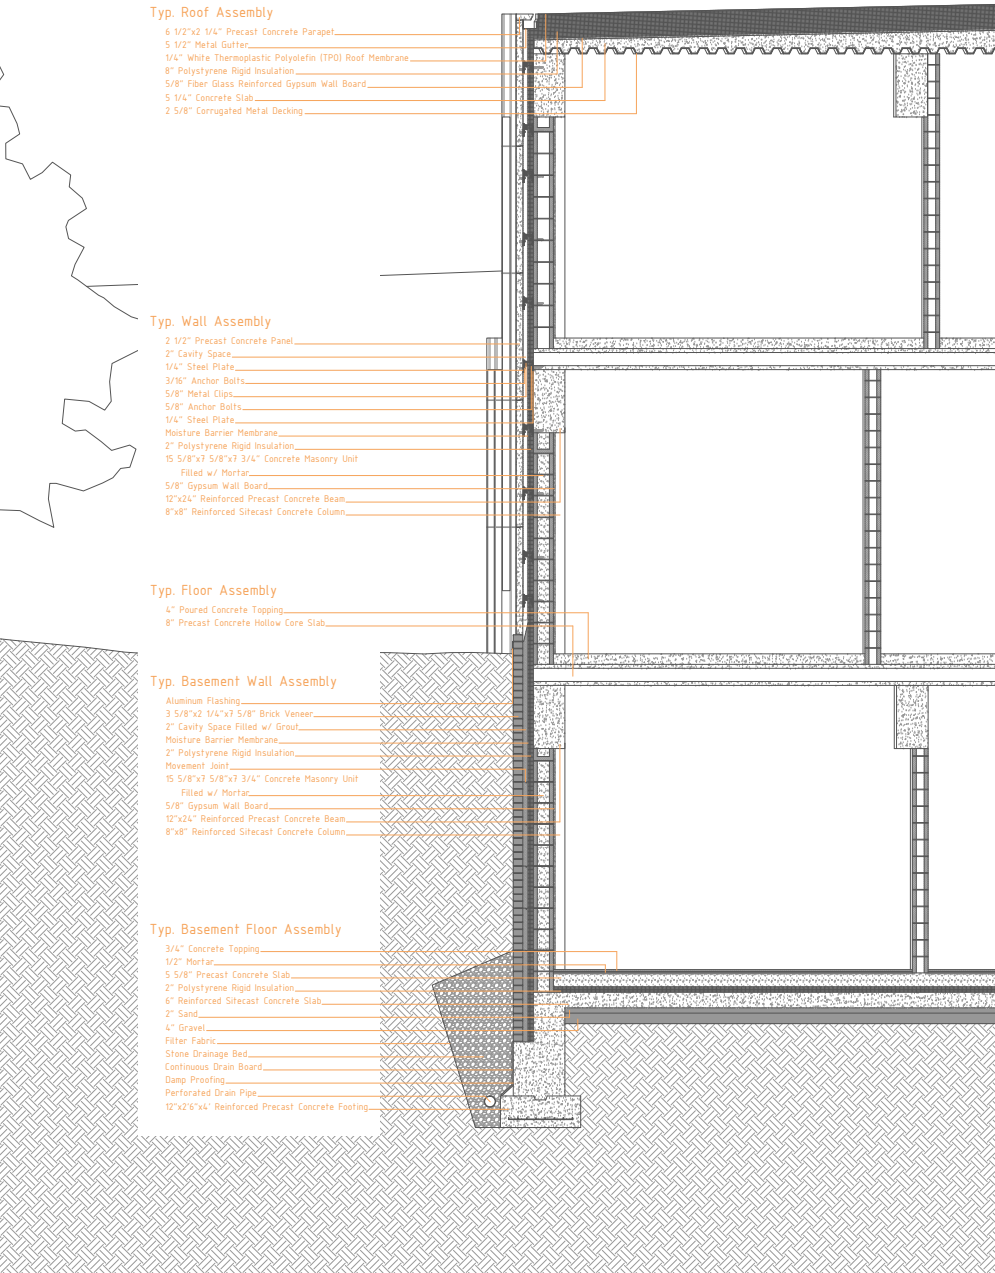 Typ. Roof Assembly
6 1/2"x2 1/4" Precast Concrete Parapet
5 1/2" Metal Gutter
1/4" White Thermoplastic Polyolefin (TPO) Roof Membrane
8" Polystyrene Rigid Insulation
5/8" Fiber Glass Reinforced Gypsum Wall Board
5 1/4" Concrete Slab
2 5/8" Corrugated Metal Decking
Typ. Wall Assembly
2 1/2" Precast Concrete Panel
2" Cavity Space
1/4" Steel Plate
3/16" Anchor Bolts
5/8" Metal Clips
5/8" Anchor Bolts
1/4" Steel Plate
Moisture Barrier Membrane
2" Polystyrene Rigid Insulation
15 5/8"x7 5/8"x7 3/4" Concrete Masonry Unit
Filled w/ Mortar
5/8" Gypsum Wall Board
12"x24" Reinforced Precast Concrete Beam
8"x8" Reinforced Sitecast Concrete Column
Typ. Floor Assembly
4" Poured Concrete Topping
8" Precast Concrete Hollow Core Slab
Typ. Basement Wall Assembly
Aluminum Flashing
3 5/8"x2 1/4"x7 5/8" Brick Veneer
2" Cavity Space Filled w/ Grout
Moisture Barrier Membrane
2" Polystyrene Rigid Insulation
Movement Joint
15 5/8"x7 5/8"x7 3/4" Concrete Masonry Unit
Filled w/ Mortar
5/8" Gypsum Wall Board
12"x24" Reinforced Precast Concrete Beam
8"x8" Reinforced Sitecast Concrete Column
Typ. Basement Floor Assembly
3/4" Concrete Topping
1/2" Mortar
5 5/8" Precast Concrete Slab
2" Polystyrene Rigid Insulation
6" Reinforced Sitecast Concrete Slab
2" Sand
4" Gravel
Filter Fabric
Stone Drainage Bed
Continuous Drain Board
Damp Proofing
Perforated Drain Pipe
12"x2'6"x4' Reinforced Precast Concrete Footing